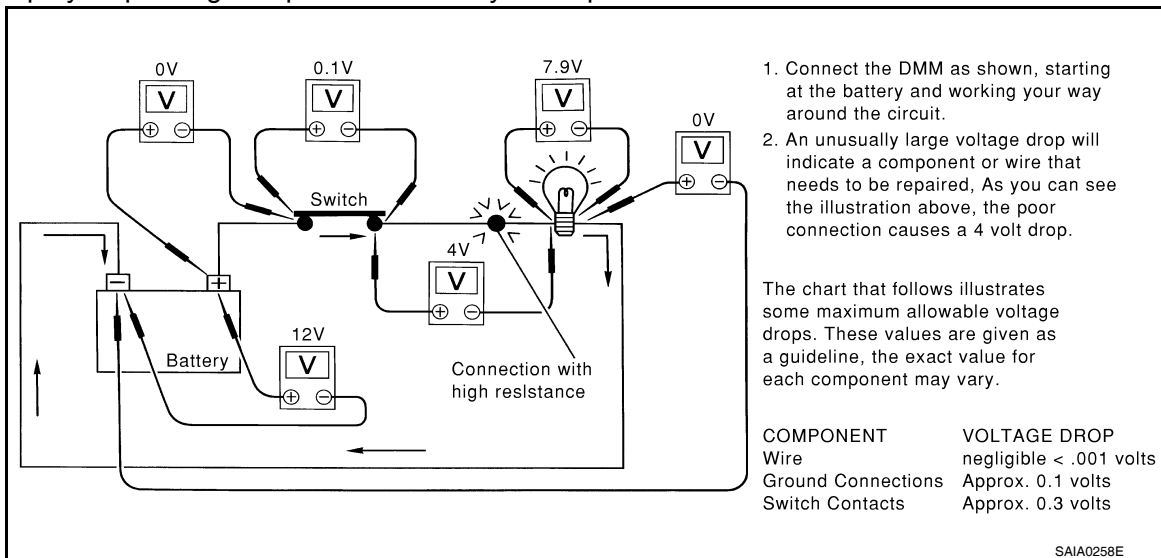 0V
0.1V
7.9V
0V
V
V
V
V
Switch
4V
V
Battery
12V
V
Connection with
high resIstance
1. Connect the DMM as shown, starting
at the battery and working your way
around the circuit.
2. An unusually large voltage drop will
indicate a component or wire that
needs to be repaired, As you can see
the illustration above, the poor
connection causes a 4 volt drop.
The chart that follows illustrates
some maximum allowable voltage
drops. These values are given as
a guideline, the exact value for
each component may vary.
COMPONENT VOLTAGE DROP
Wire negligible < .001 volts
Ground Connections Approx. 0.1 volts
Switch Contacts Approx. 0.3 volts
SAIA0258E